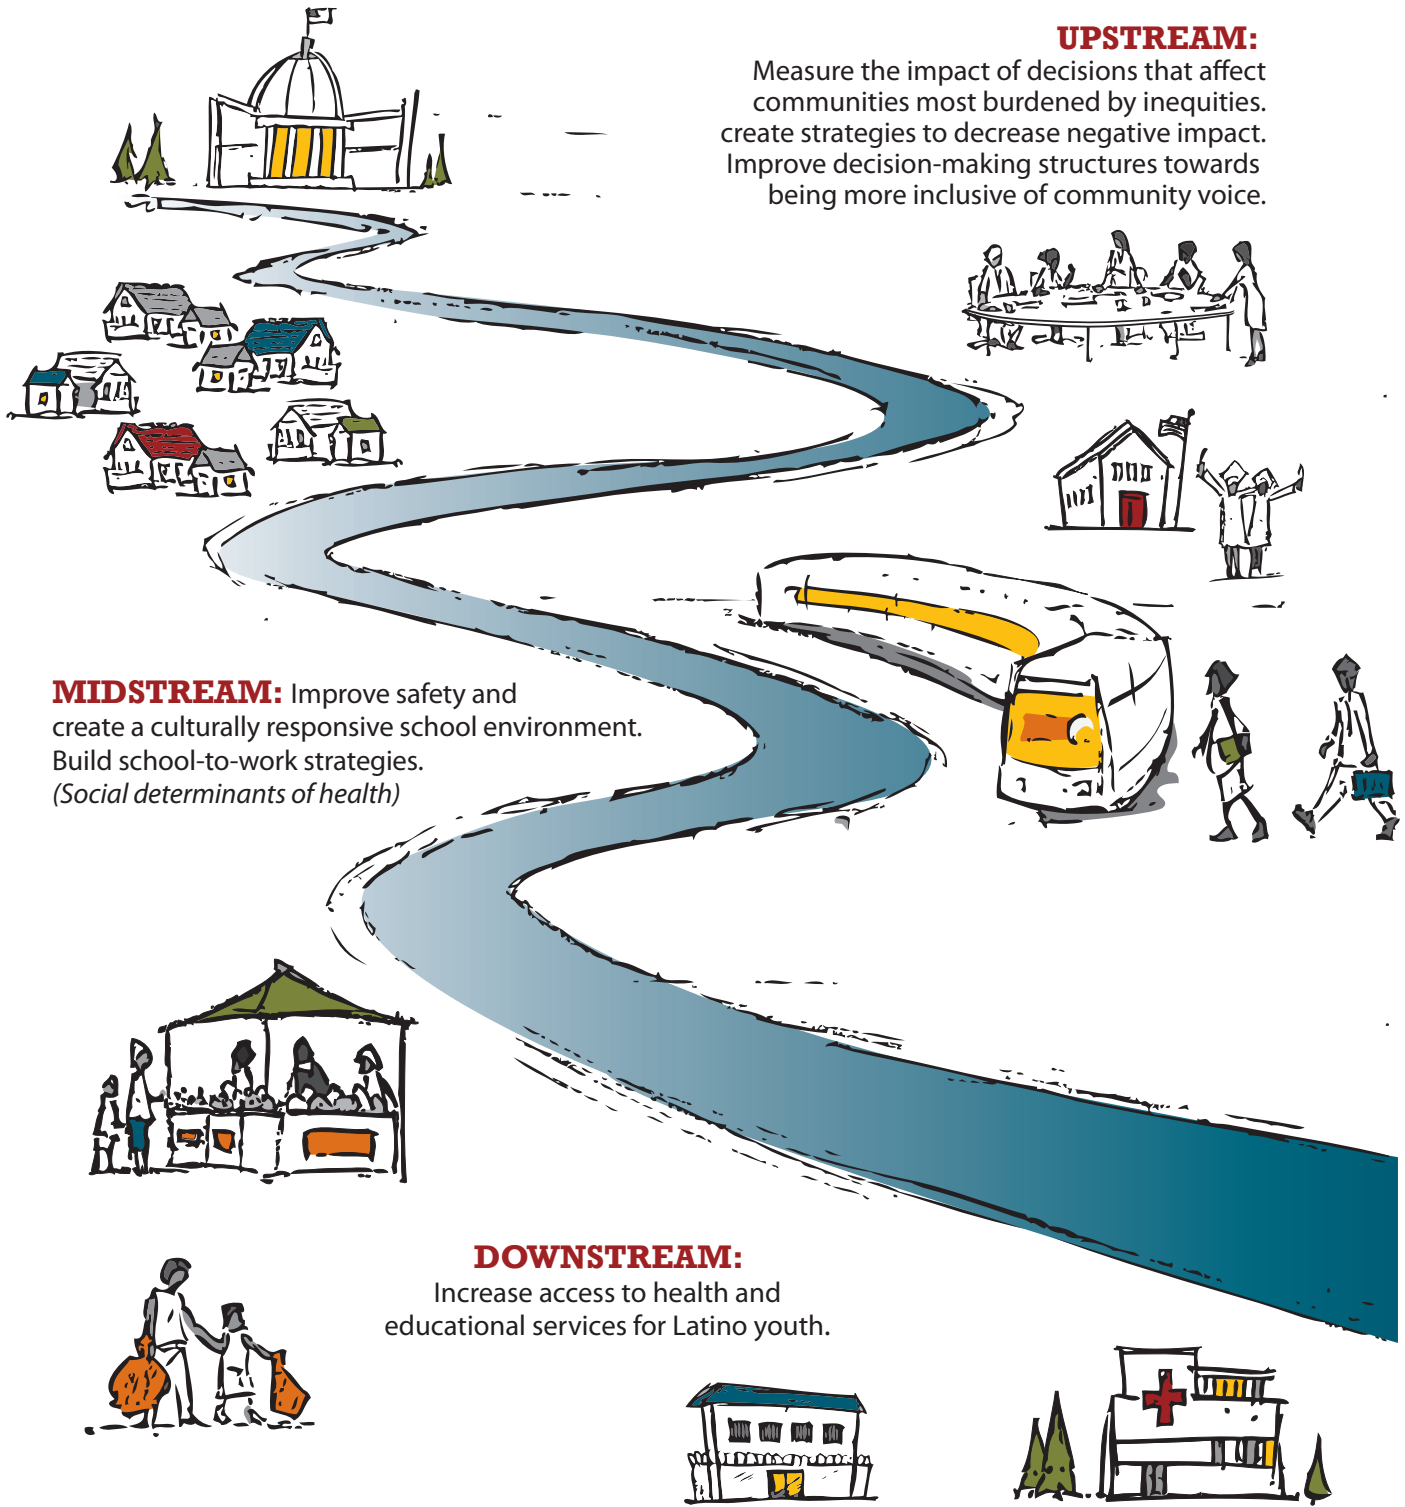 UPSTREAM:
Measure the impact of decisions that affect
communities most burdened by inequities.
create strategies to decrease negative impact.
Improve decision-making structures towards
being more inclusive of community voice.
MIDSTREAM: Improve safety and
create a culturally responsive school environment.
Build school-to-work strategies.
(Social determinants of health)
DOWNSTREAM:
Increase access to health and
educational services for Latino youth.